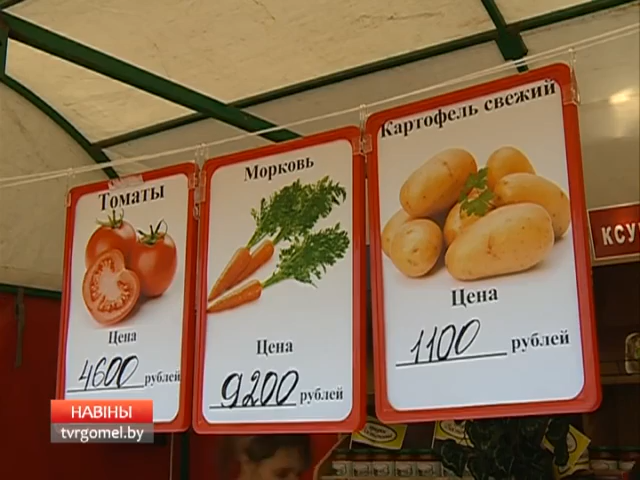 Томаты
Цена
4600 рублей
Морковь
Цена
9200 рублей
Картофель свежий
Цена
1100 рублей
КСУ
НАВІНЫ
tvrgomel.by